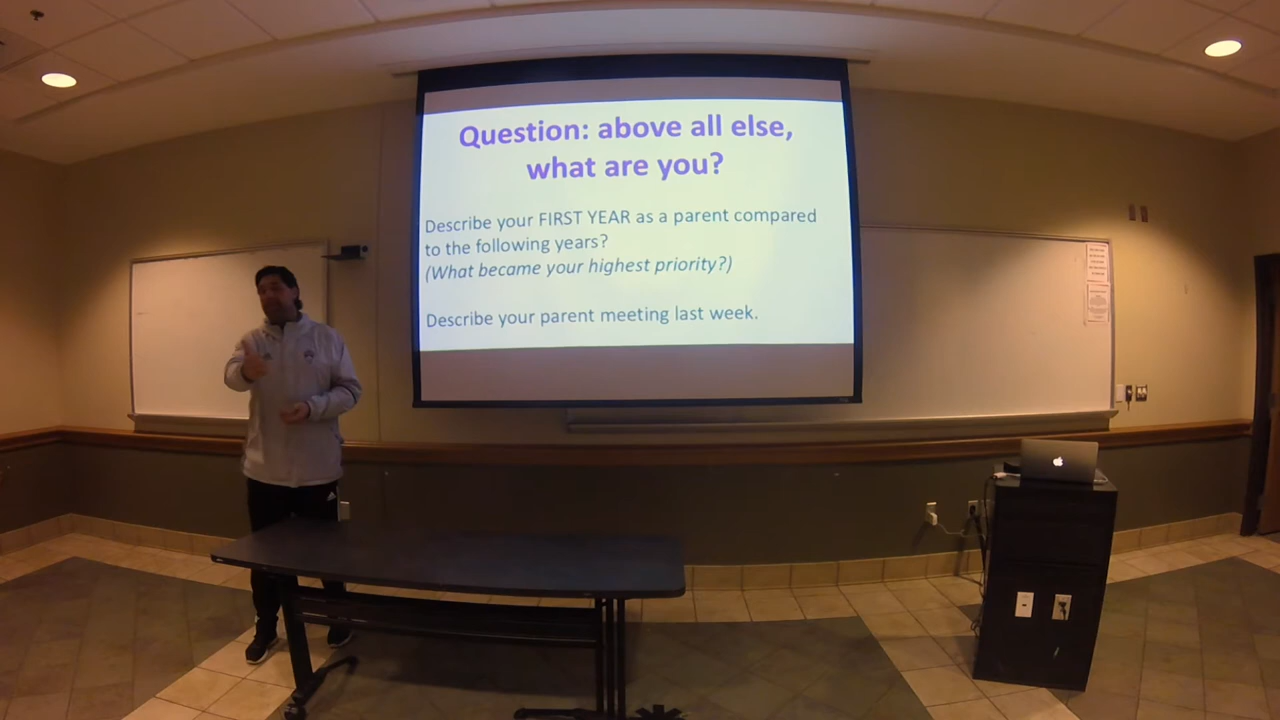 Question: above all else,
what are you?
Describe your FIRST YEAR as a parent compared
to the following years?
(What became your highest priority?)
Describe your parent meeting last week.